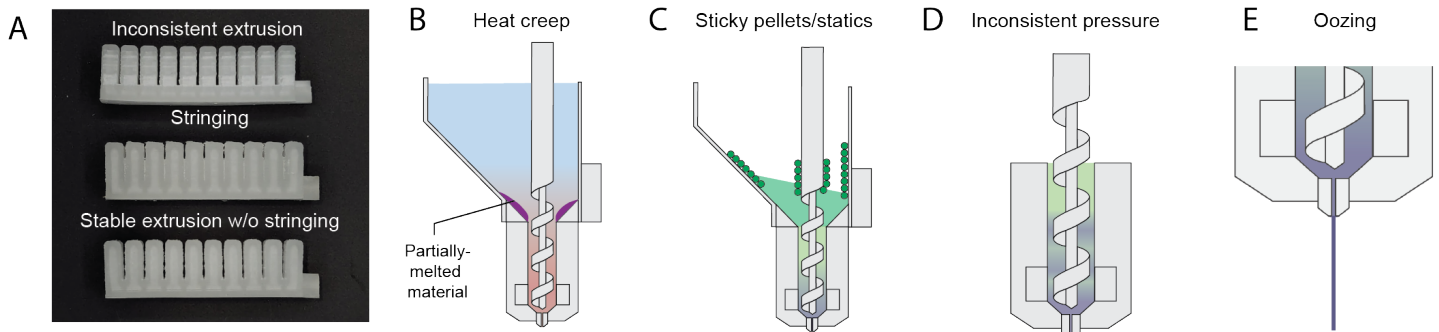 A
Inconsistent extrusion
Stringing
Stable extrusion w/o stringing
B
Heat creep
Partially-
melted
material
C
Sticky pellets/statics
D
Inconsistent pressure
E
Oozing